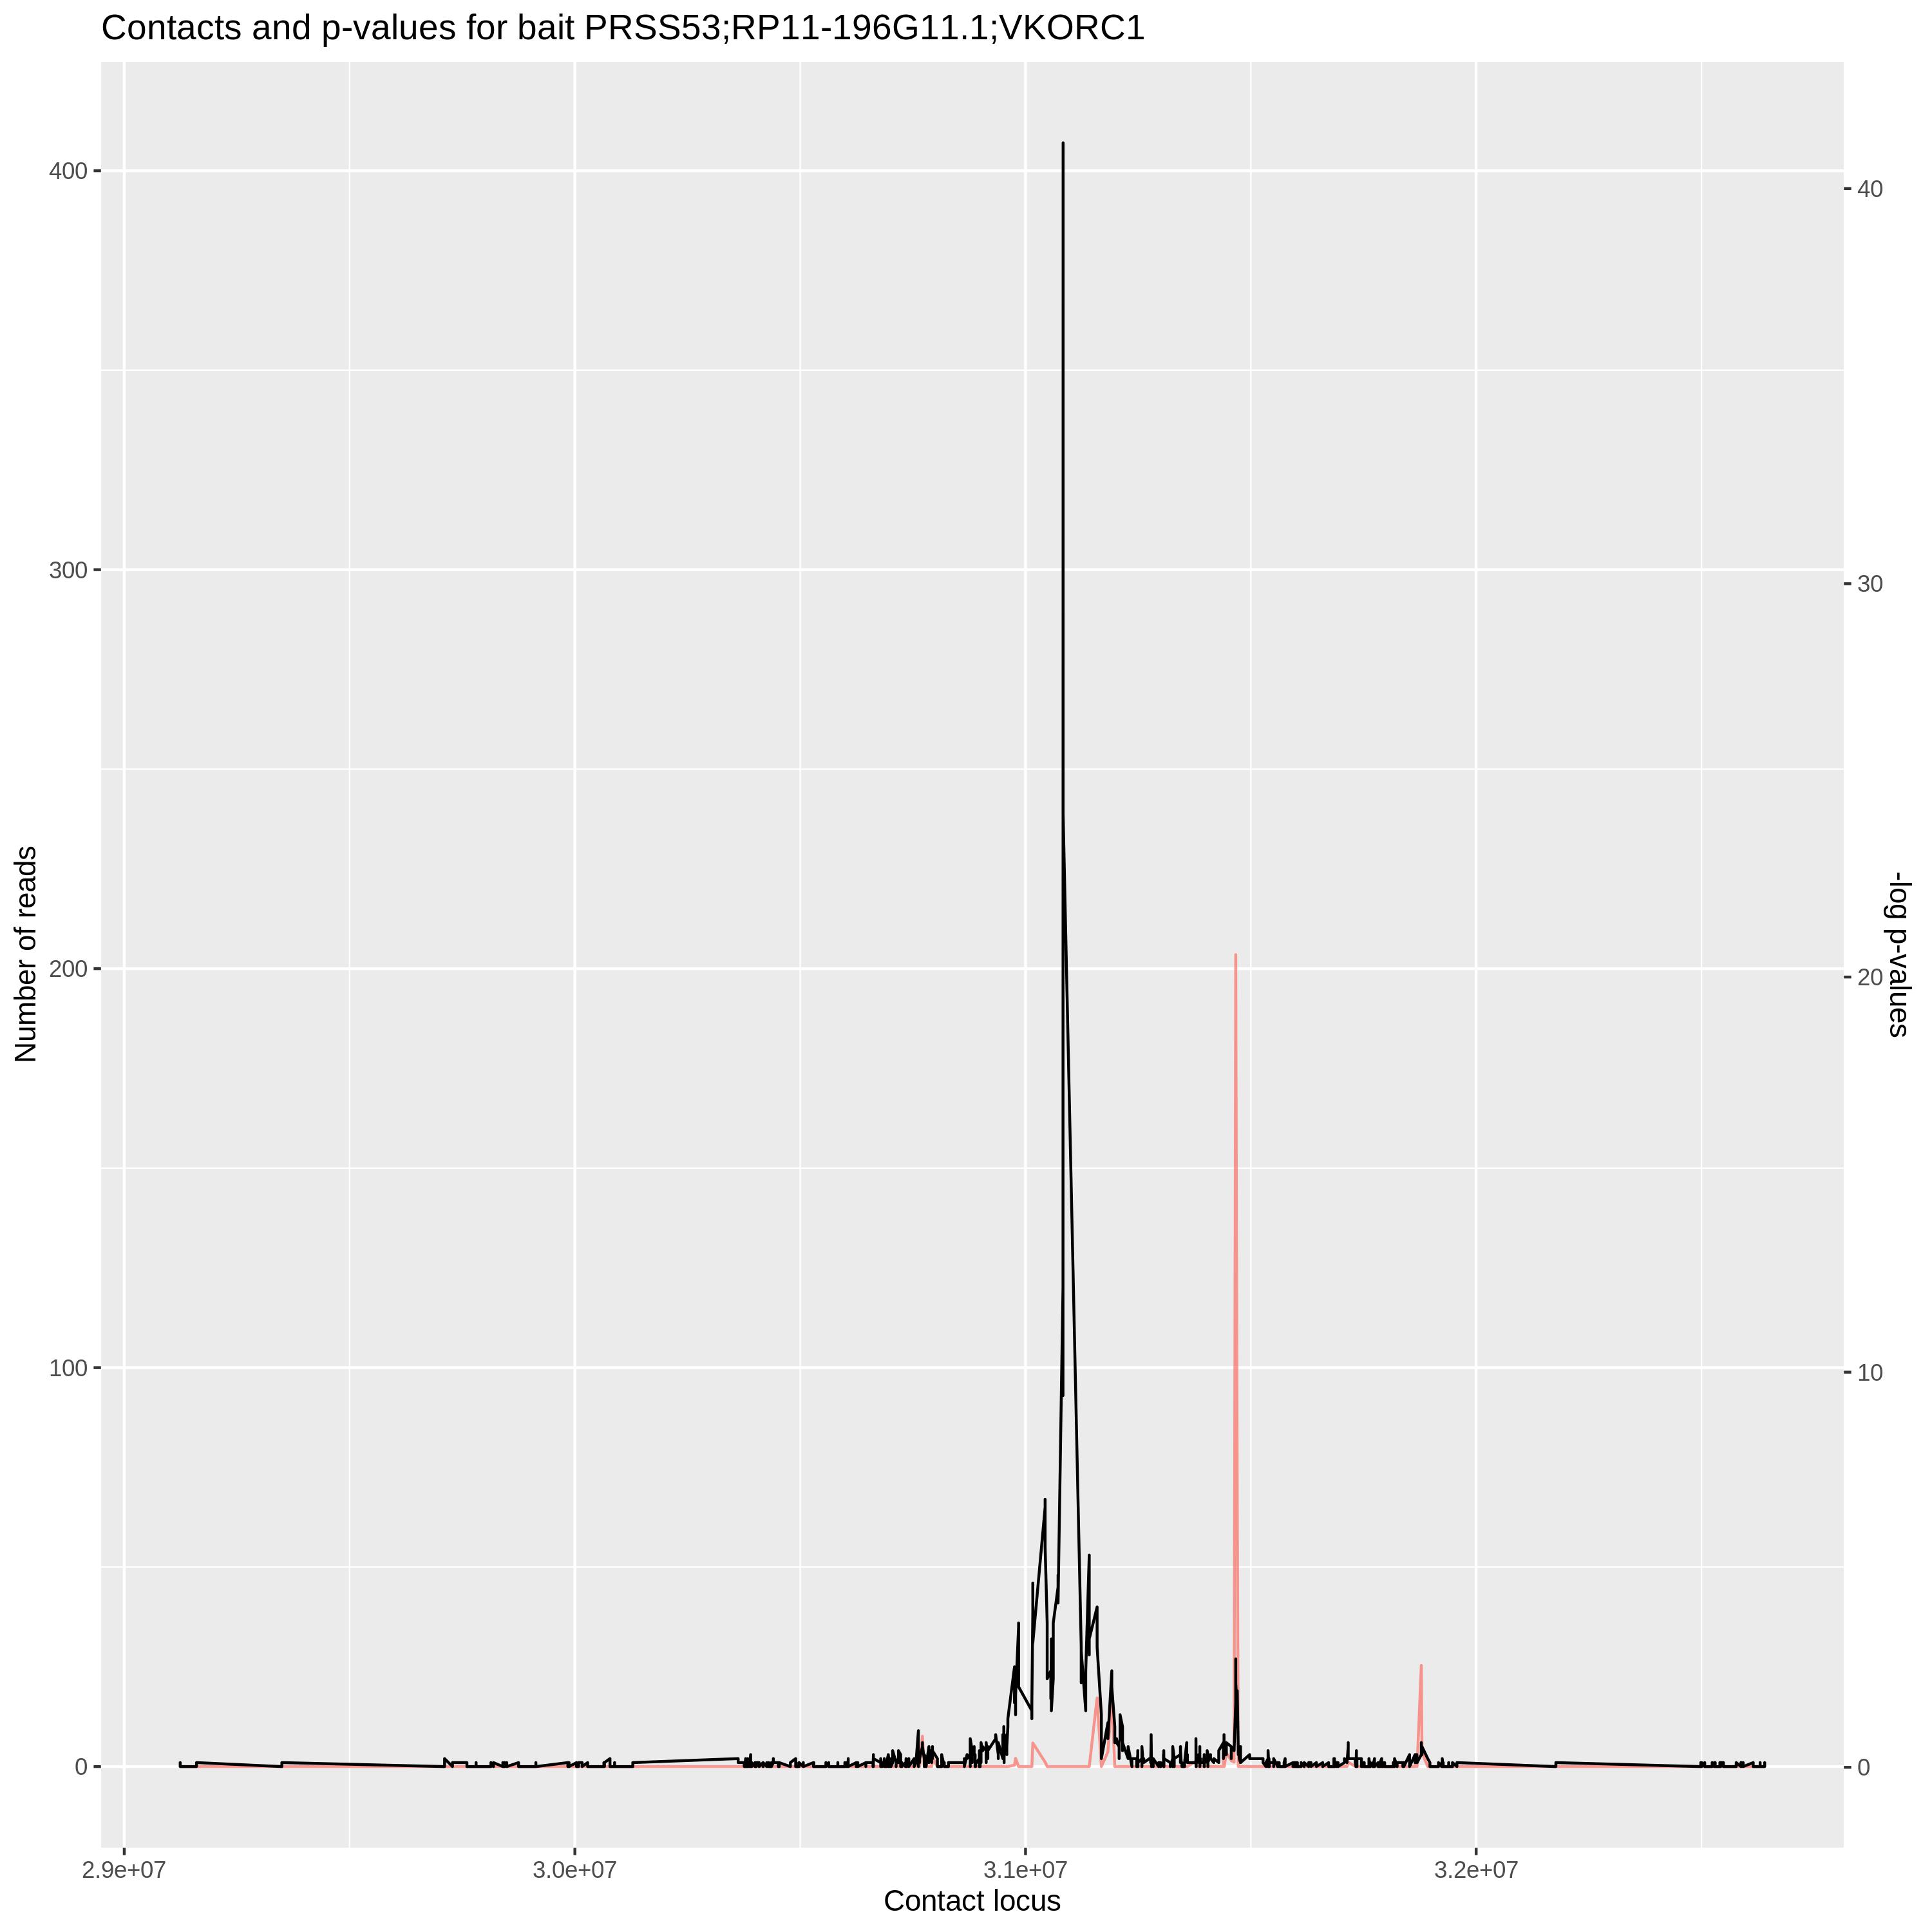 Contacts and p-values for bait PRSS53;RP11-196G11.1;VKORC1
400
300
200
100
0
Number of reads
40
30
20
10
0
-log p-values
2.9e+07
3.0e+07
3.1e+07
3.2e+07
Contact locus